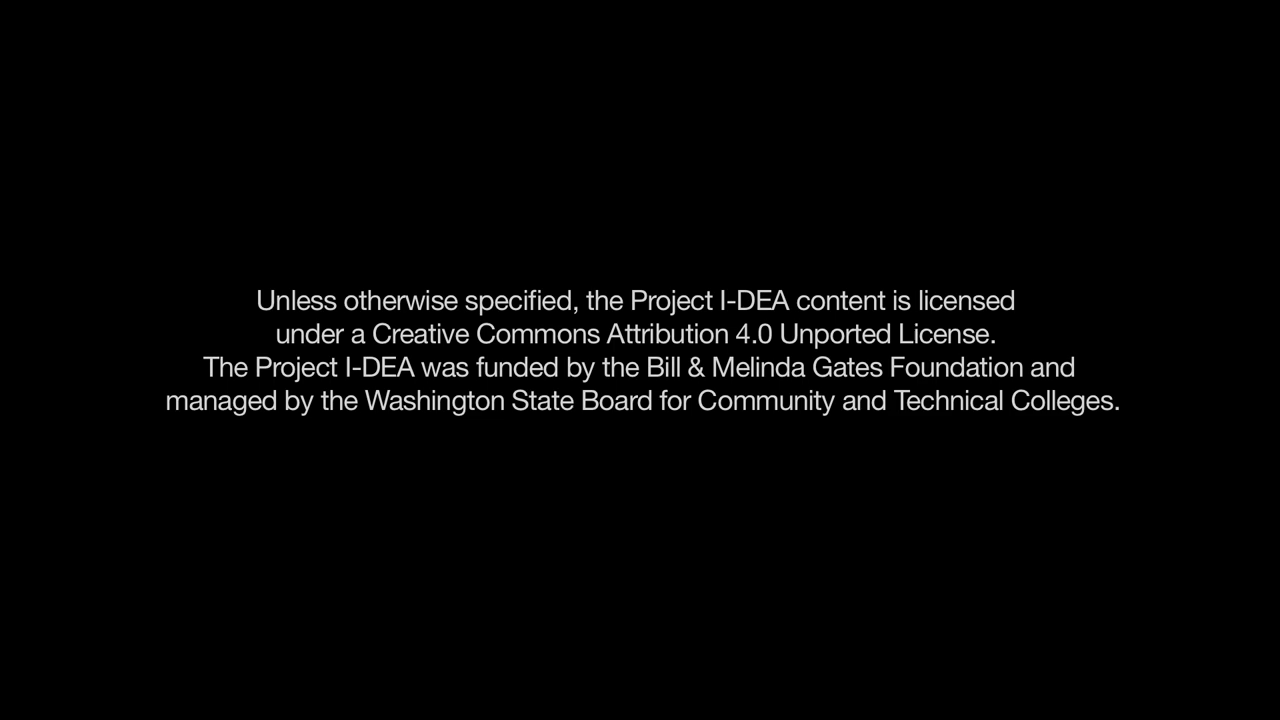 Unless otherwise specified, the Project I-DEA content is licensed
under a Creative Commons Attribution 4.0 Unported License.
The Project I-DEA was funded by the Bill & Melinda Gates Foundation and
managed by the Washington State Board for Community and Technical Colleges.